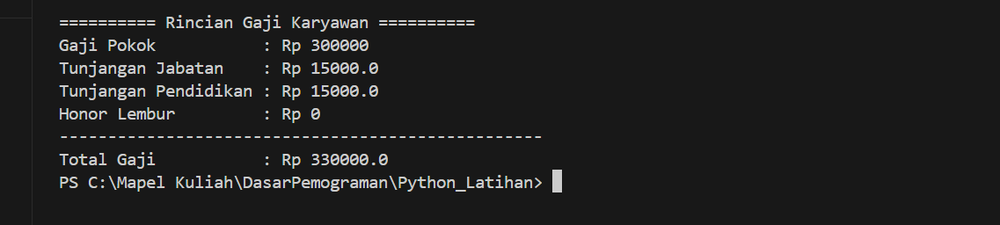 ========== Rincian Gaji Karyawan ==========
Gaji Pokok           : Rp 300000
Tunjangan Jabatan    : Rp 15000.0
Tunjangan Pendidikan : Rp 15000.0
Honor Lembur         : Rp 0
--------------------------------------------------
Total Gaji           : Rp 330000.0
PS C:\Mapel Kuliah\DasarPemograman\Python_Latihan>